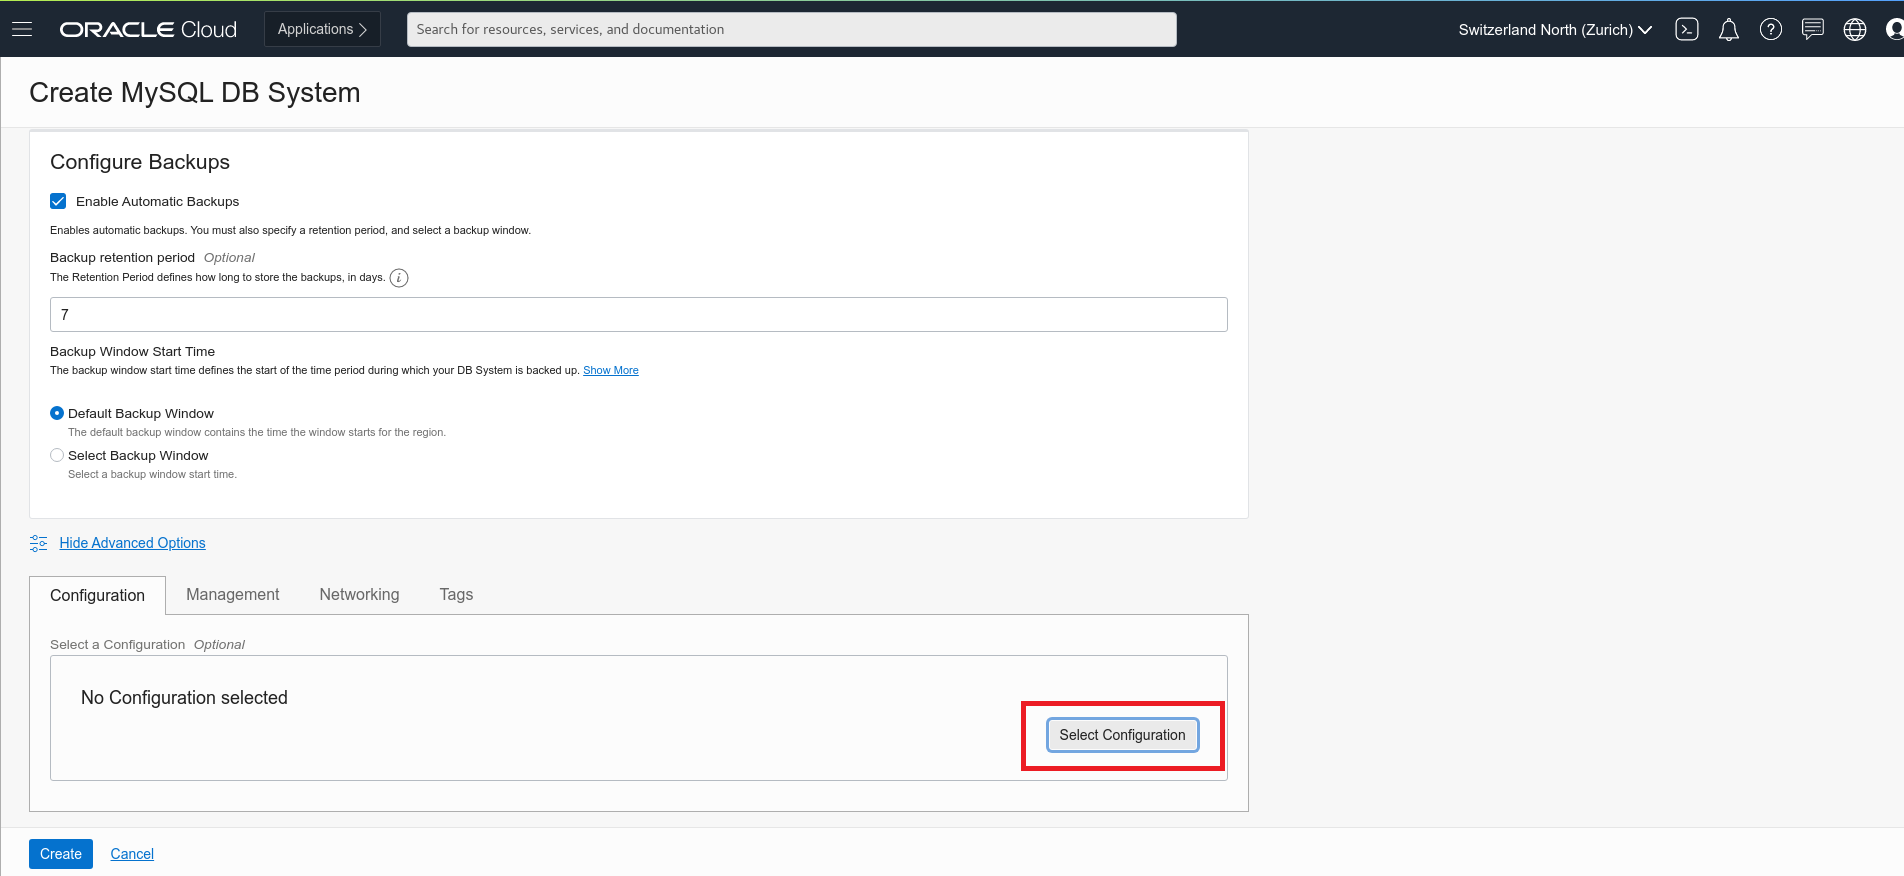 ORACLE Cloud
Applications
Search for resources, services, and documentation
Switzerland North (Zurich)
Create MySQL DB System
Configure Backups
Enable Automatic Backups
Enables automatic backups. You must also specify a retention period, and select a backup window.
Backup retention period Optional
The Retention Period defines how long to store the backups, in days.
7
Backup Window Start Time
The backup window start time defines the start of the time period during which your DB System is backed up. Show More
Default Backup Window
The default backup window contains the time the window starts for the region.
Select Backup Window
Select a backup window start time.
Hide Advanced Options
Configuration Management Networking Tags
Select a Configuration Optional
No Configuration selected
Select Configuration
Create Cancel